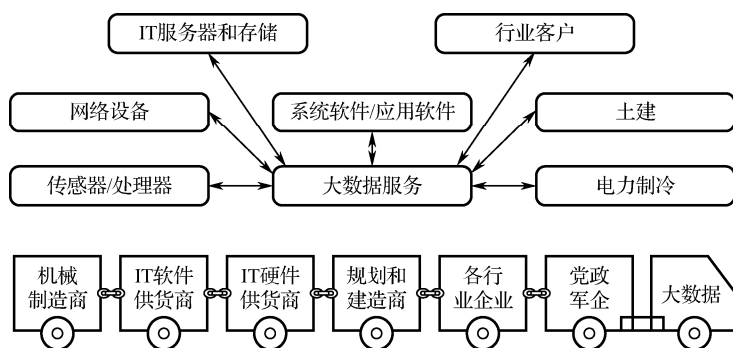 IT服务器和存储
行业客户
网络设备
系统软件/应用软件
土建
传感器/处理器
大数据服务
电力制冷
机械
制造商
IT软件
供货商
IT硬件
供货商
规划和
建造商
各行
业企业
党政
军企
大数据